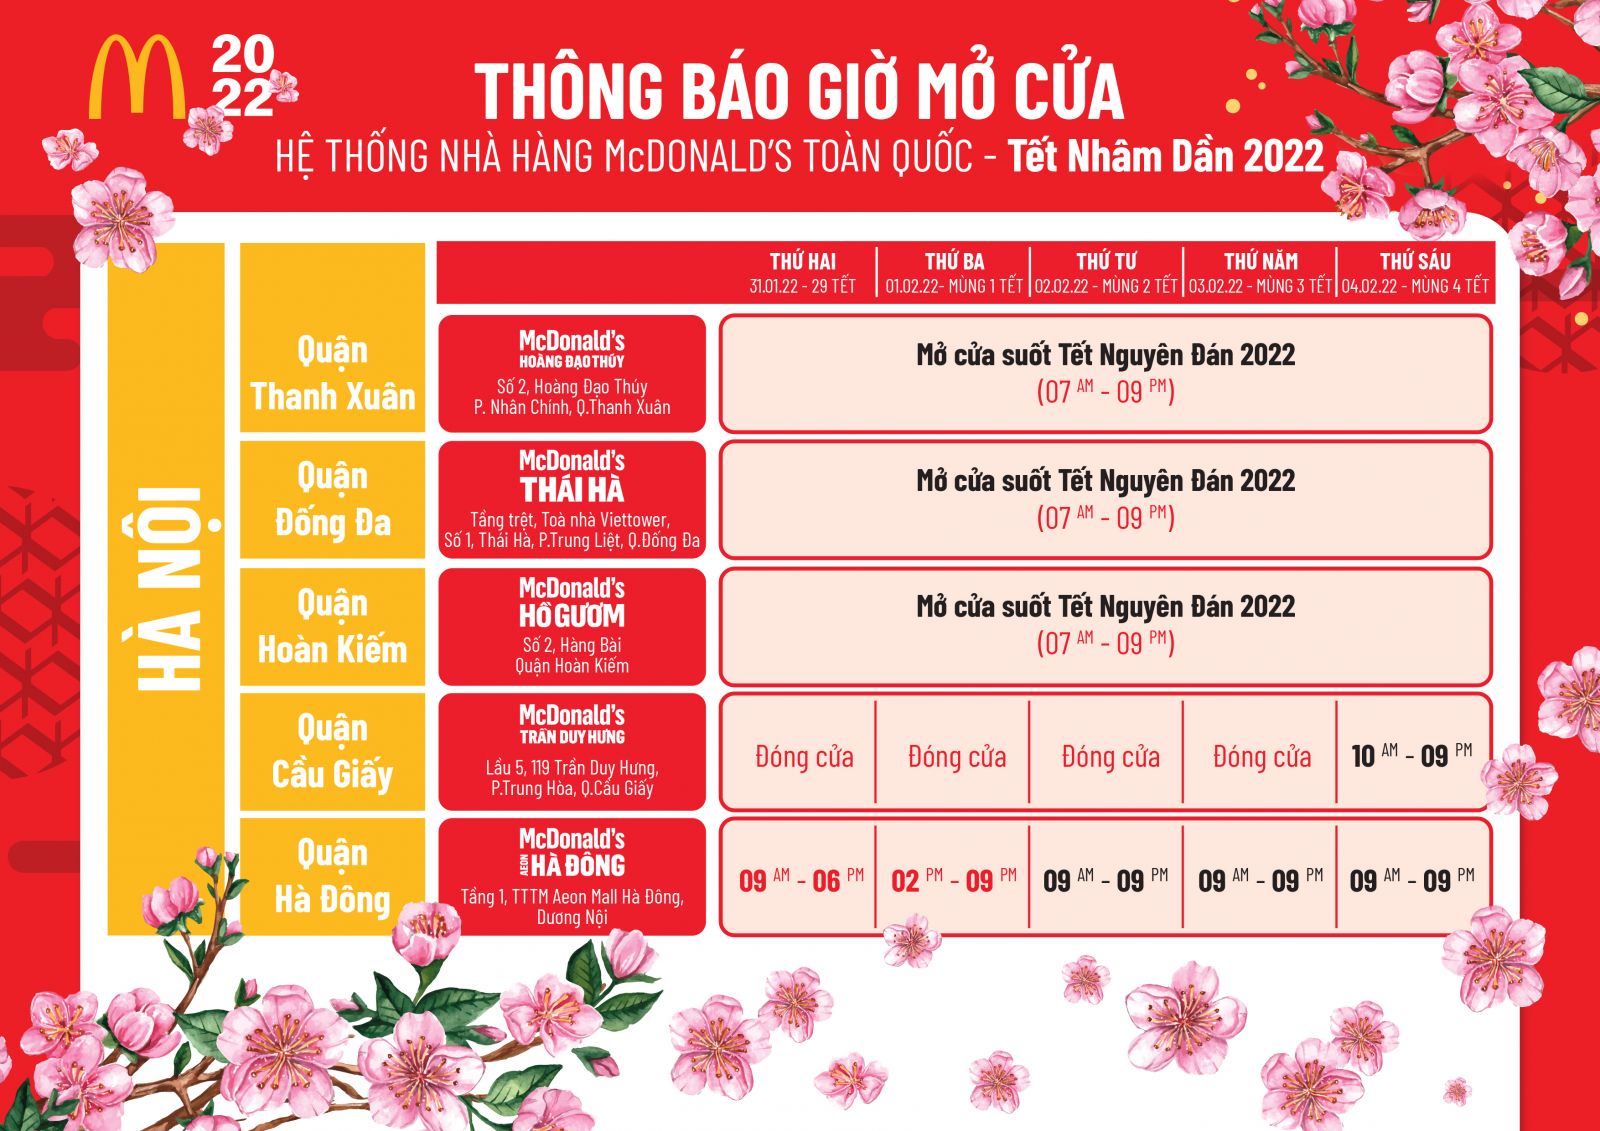 20
22
THÔNG BÁO GIỜ MỞ CỬA
HỆ THỐNG NHÀ HÀNG McDONALD'S TOÀN QUỐC - Tết Nhâm Dần 2022
THỨ HAI
31.01.22 - 29 TẾT
THỨ BA
01.02.22- MÙNG 1 TẾT
THỨ TƯ
02.02.22 - MÙNG 2 TẾT
THỨ NĂM
03.02.22 - MÙNG 3 TẾT
THỨ SÁU
04.02.22 - MÙNG 4 TẾT
HÀ NỘI
Quận
Thanh Xuân
McDonald's
HOÀNG ĐẠO THÚY
Số 2, Hoàng Đạo Thúy
P. Nhân Chính, Q.Thanh Xuân
Mở cửa suốt Tết Nguyên Đán 2022
(07 AM - 09 PM)
Quận
Đống Đa
McDonald's
THÁI HÀ
Tầng trệt, Toà nhà Viettower,
Số 1, Thái Hà, P.Trung Liệt, Q.Đống Đa
Mở cửa suốt Tết Nguyên Đán 2022
(07 AM - 09 PM)
Quận
Hoàn Kiếm
McDonald's
HỒ GƯƠM
Số 2, Hàng Bài
Quận Hoàn Kiếm
Mở cửa suốt Tết Nguyên Đán 2022
(07 AM - 09 PM)
Quận
Cầu Giấy
McDonald's
TRẦN DUY HƯNG
Lầu 5, 119 Trần Duy Hưng,
P.Trung Hòa, Q.Cầu Giấy
Đóng cửa
Đóng cửa
Đóng cửa
Đóng cửa
10 AM - 09 PM
Quận
Hà Đông
McDonald's
AEON HÀ ĐÔNG
Tầng 1, TTTM Aeon Mall Hà Đông,
Dương Nội
09 AM - 06 PM
02 PM - 09 PM
09 AM - 09 PM
09 AM - 09 PM
09 AM - 09 PM